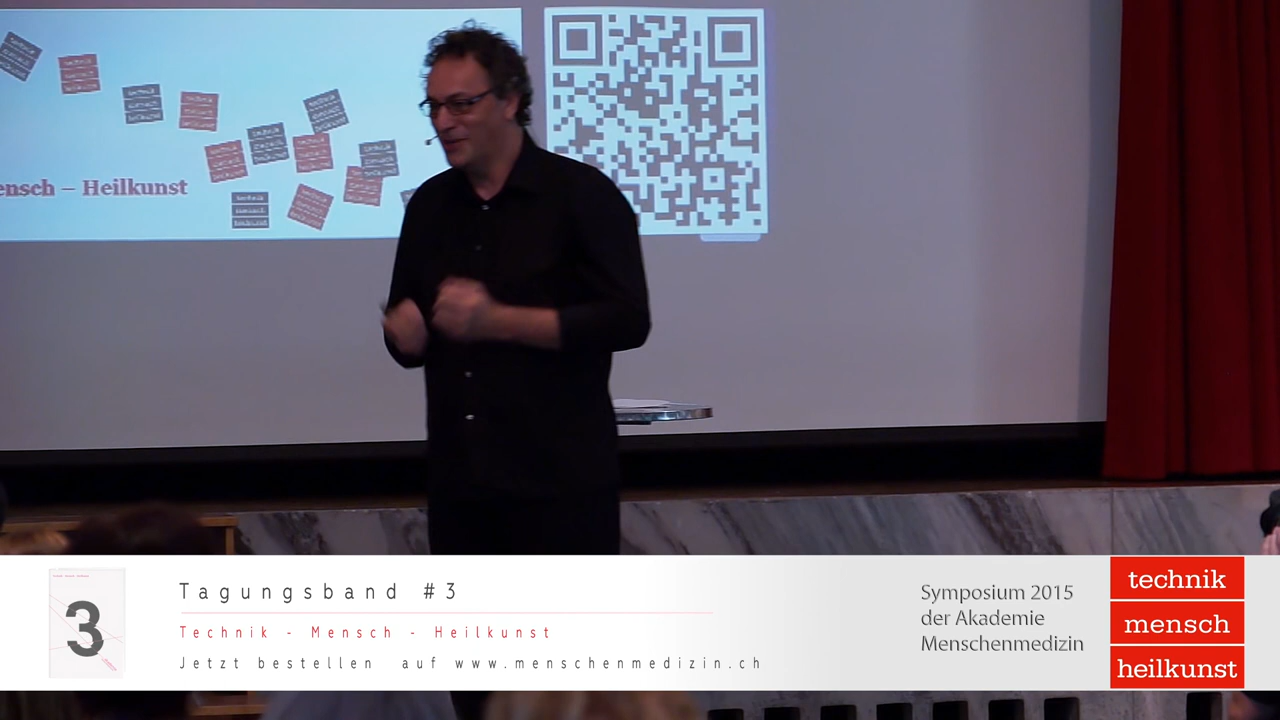 ensch – Heilkunst
3
Tagungsband #3
Technik - Mensch - Heilkunst
Jetzt bestellen auf www.menschenmedizin.ch
Symposium 2015
der Akademie
Menschenmedizin
technik
mensch
heilkunst